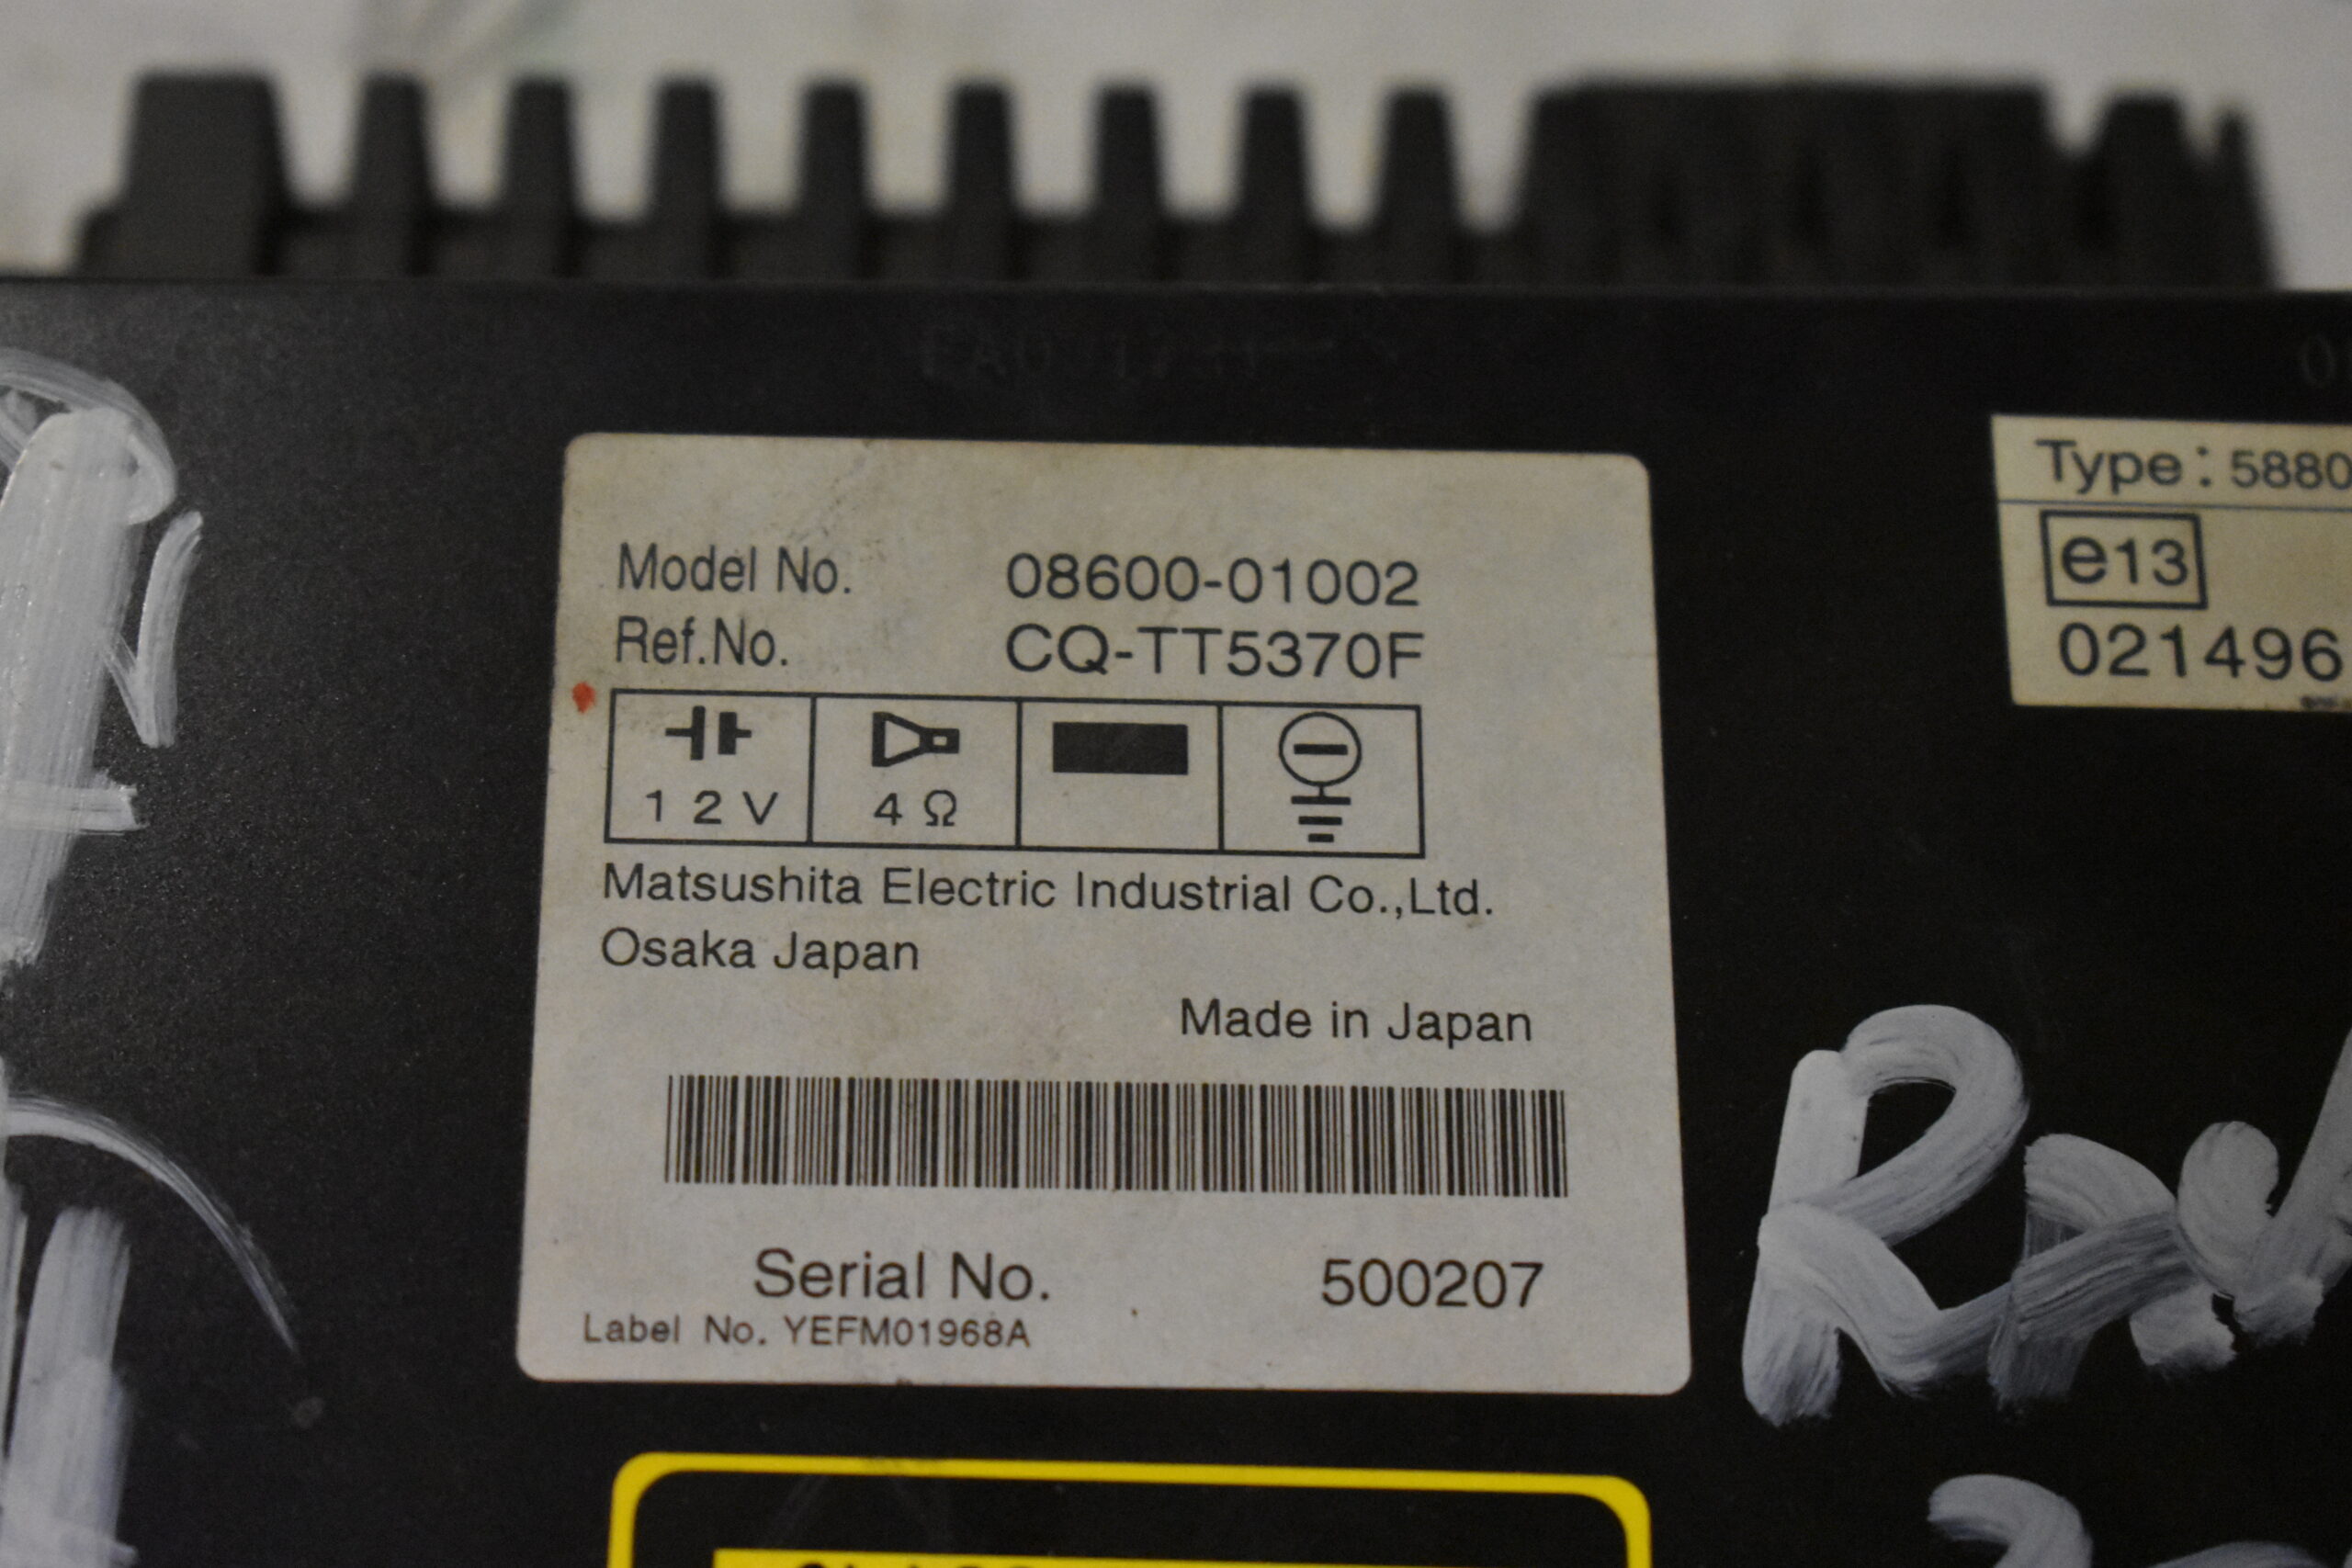 Model No. 08600-01002
Ref.No. CQ-TT5370F
12V 4Ω
Matsushita Electric Industrial Co.,Ltd.
Osaka Japan
Made in Japan
Serial No. 500207
Label No. YEFM01968A
Type: 5880
e13
021496